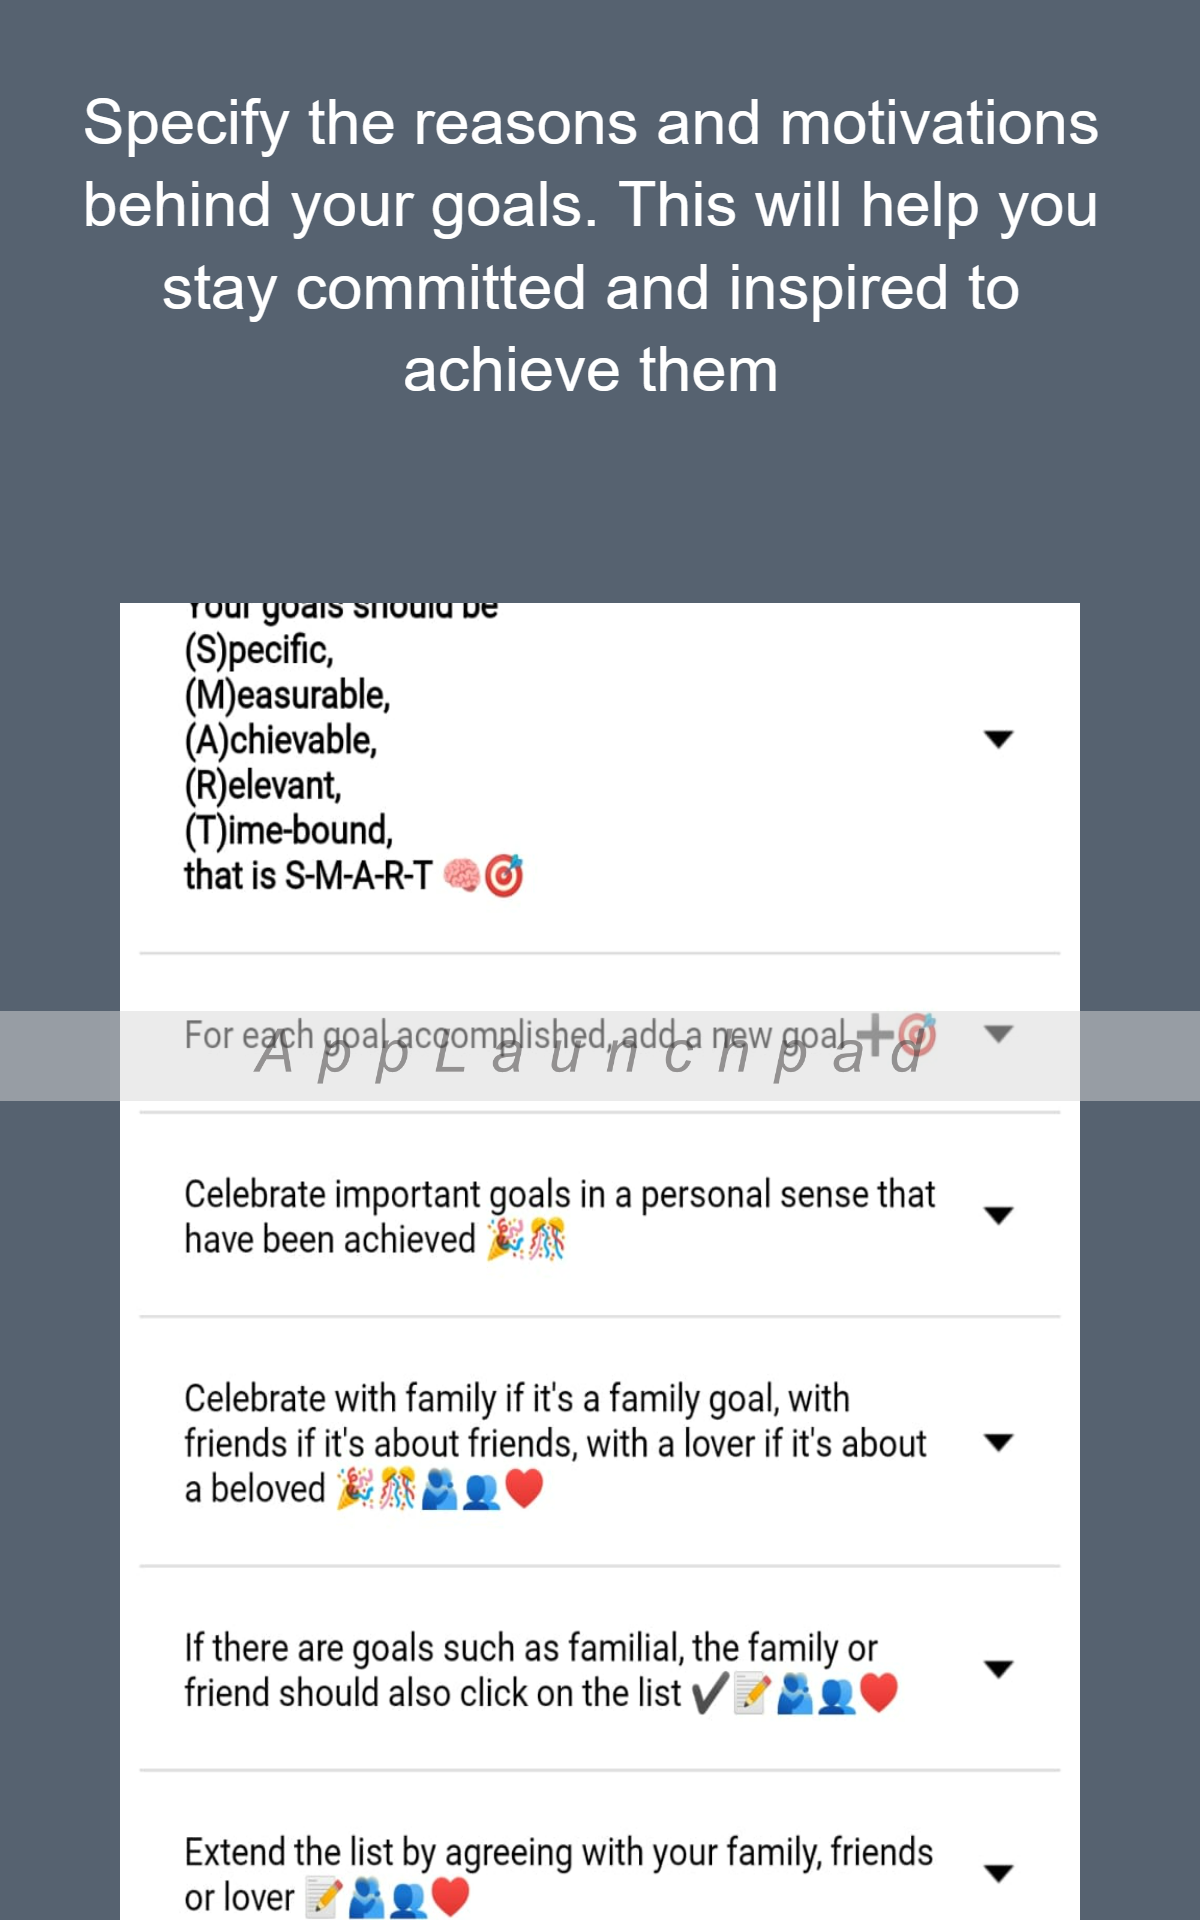 Specify the reasons and motivations
behind your goals. This will help you
stay committed and inspired to
achieve them
Your goals should be
(S)pecific,
(M)easurable,
(A)chievable,
(R)elevant,
(T)ime-bound,
that is S-M-A-R-T 🧠🎯
For each goal accomplished, add a new goal ➕🎯
AppLaunchpad
Celebrate important goals in a personal sense that
have been achieved 🎉🎊
Celebrate with family if it's a family goal, with
friends if it's about friends, with a lover if it's about
a beloved 🎉🎊🫂👥❤️
If there are goals such as familial, the family or
friend should also click on the list ✔️📝🫂👥❤️
Extend the list by agreeing with your family, friends
or lover 📝🫂👥❤️